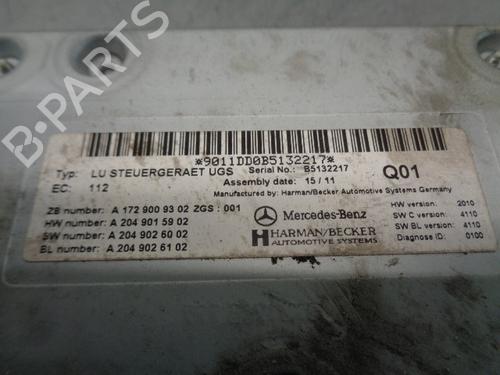 B-PARTS
*9011DD0B5132217*
Typ: LU STEUERGERAET UGS Serial No.: B5132217
EC: 112 Assembly date: 15 / 11 Q01
Manufactured by: Harman/Becker Automotive Systems Germany
ZB number: A 172 900 93 02 ZGS : 001
HW number: A 204 901 59 02
SW number: A 204 902 60 02
BL number: A 204 902 61 02
Mercedes-Benz
HARMAN/BECKER
AUTOMOTIVE SYSTEMS
HW version: 2010
SW C version: 4110
SW BL version: 4110
Diagnose ID: 0100